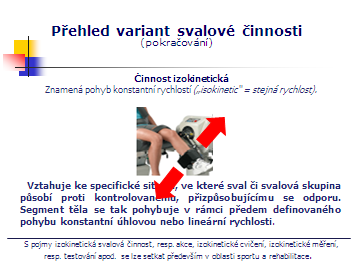 Přehled variant svalové činnosti
(pokračování)
Činnost izokinetická
Znamená pohyb konstantní rychlostí („isokinetic" = stejná rychlost).
Vztahuje ke specifické ve které sval či svalová skupina
působí proti kontrolovanému, přizpůsobujícímu se odporu.
Segment těla se tak pohybuje v rámci předem definovaného
pohybu konstantní úhlovou nebo lineární rychlostí.
S pojmy izokinetická svalová činnost, resp. akce, izokinetické cvičení, izokinetické měření,
resp. testování apod. se lze setkat především v oblasti sportu a rehabilitace.